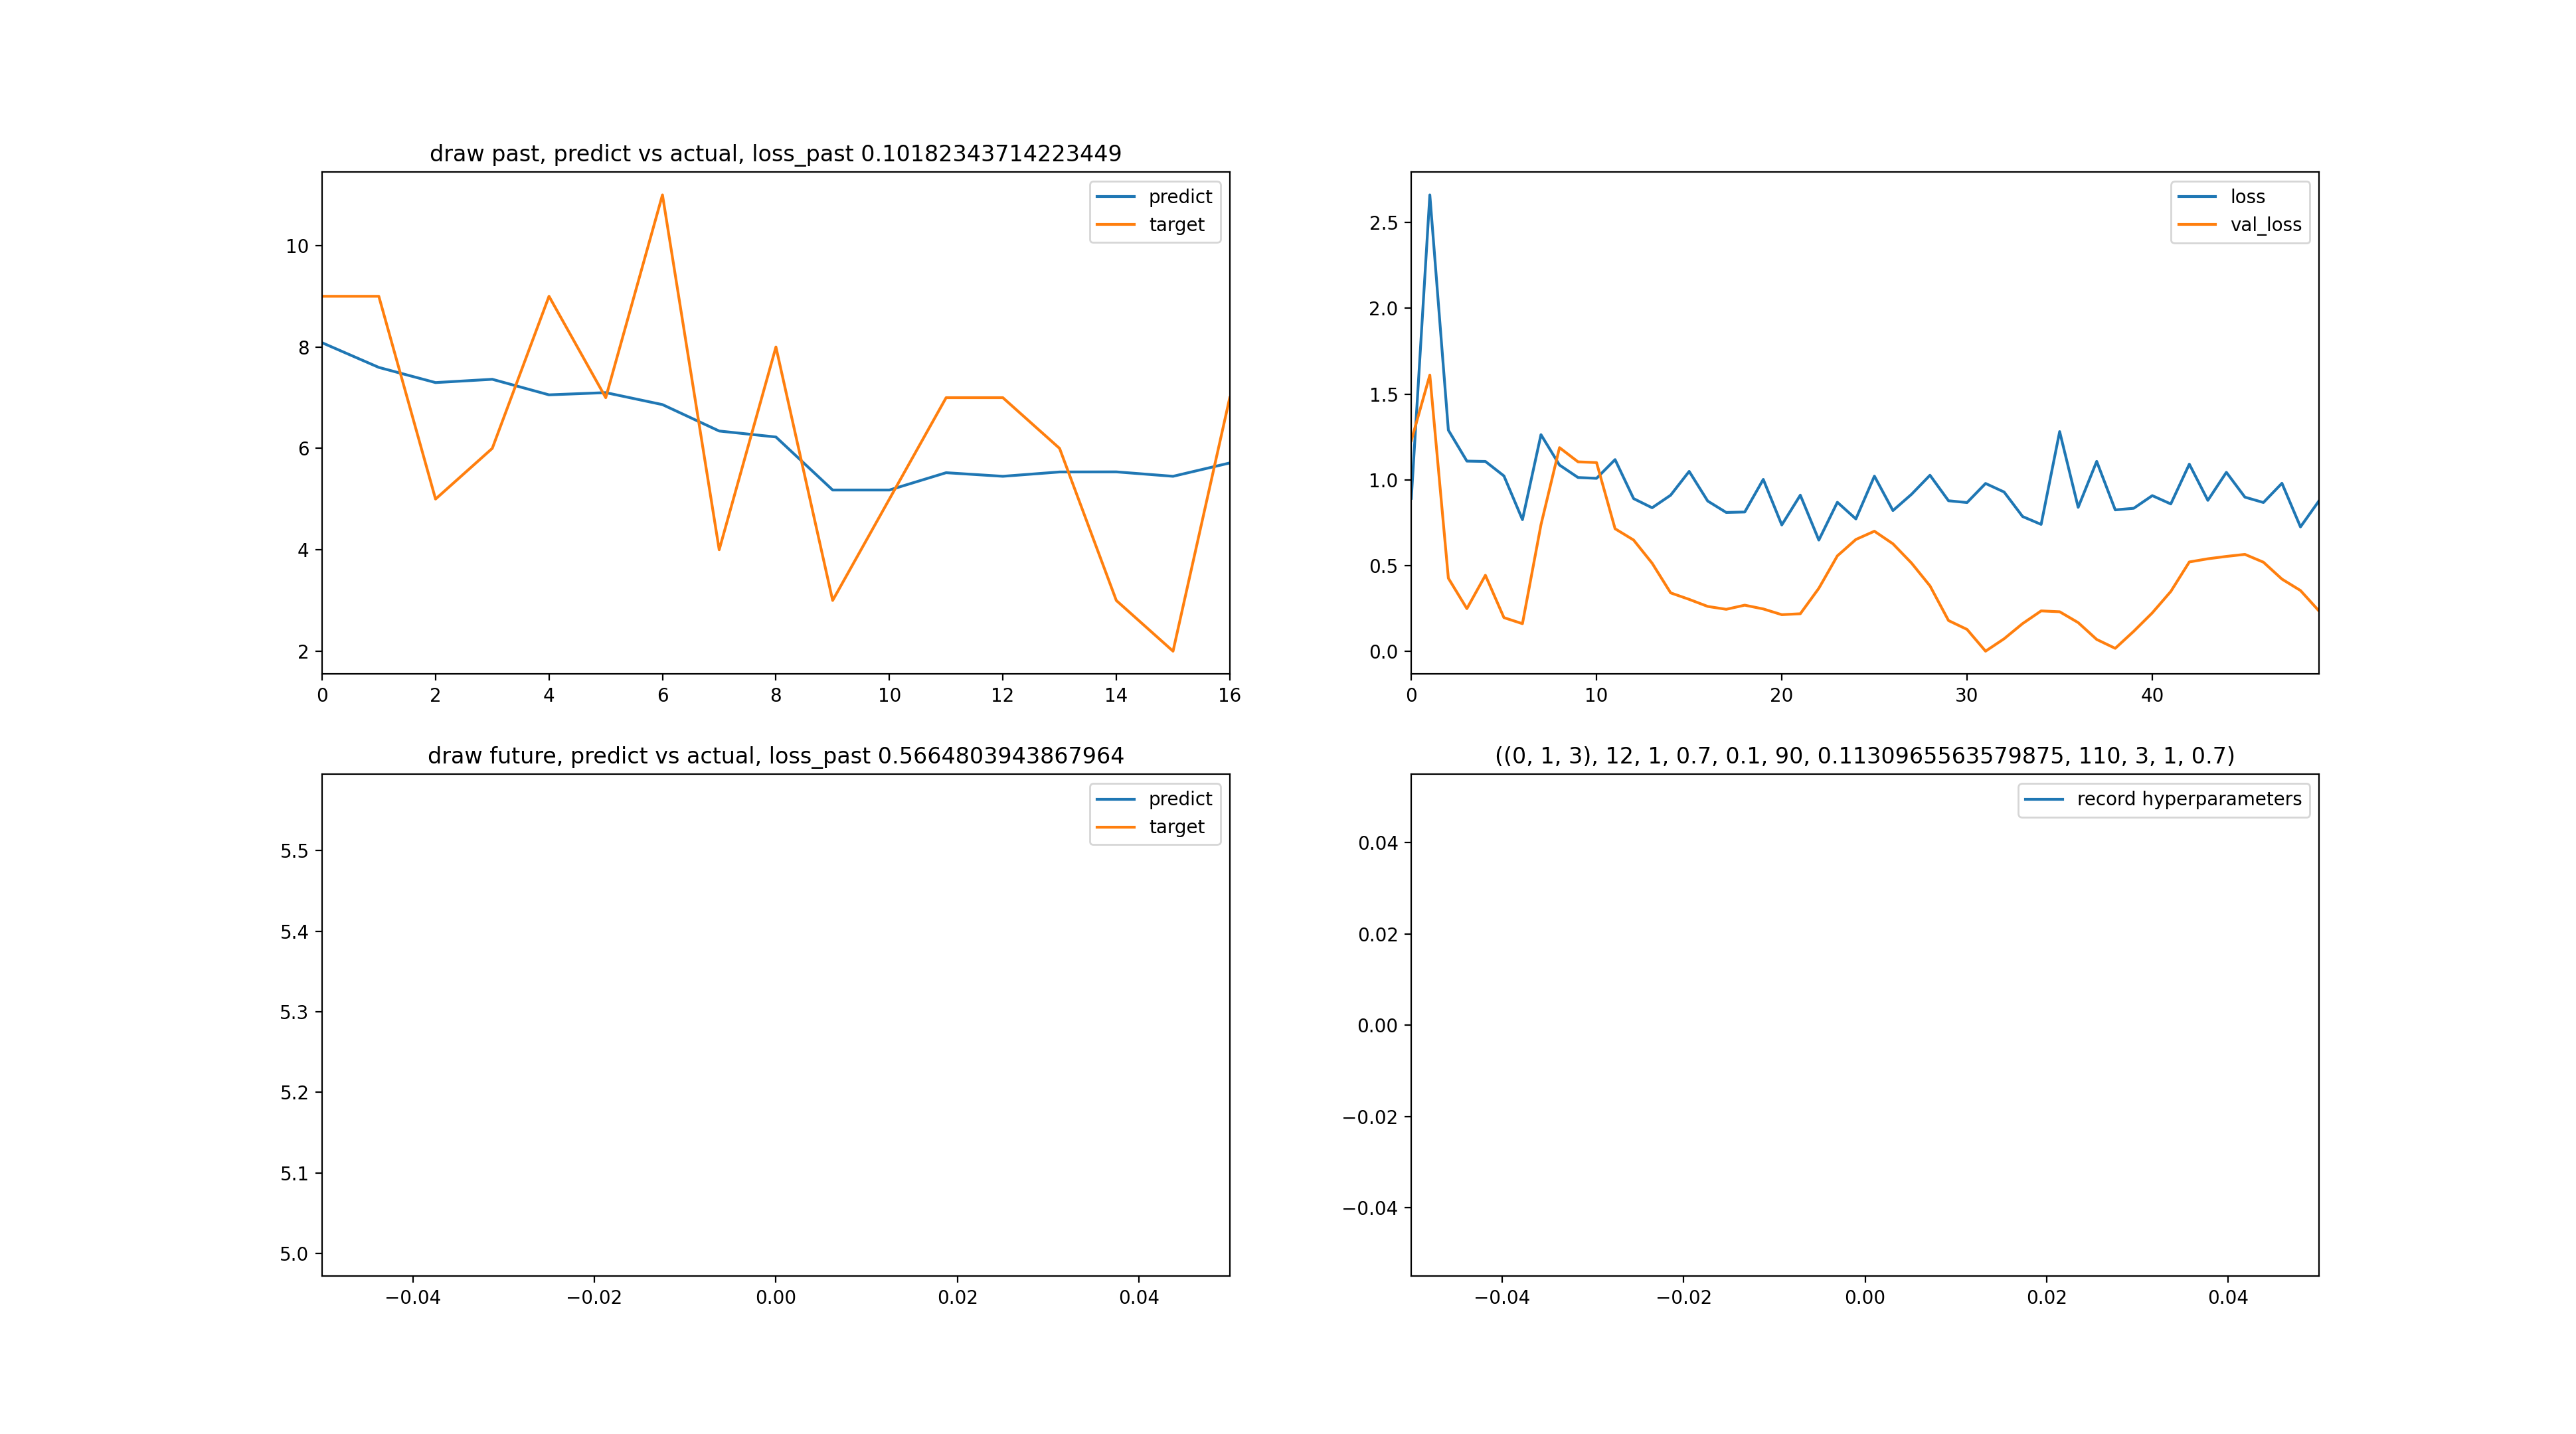 draw past, predict vs actual, loss_past 0.10182343714223449
predict
target
10
8
6
4
2
0 2 4 6 8 10 12 14 16
loss
val_loss
2.5
2.0
1.5
1.0
0.5
0.0
0 10 20 30 40
draw future, predict vs actual, loss_past 0.5664803943867964
predict
target
5.5
5.4
5.3
5.2
5.1
5.0
−0.04 −0.02 0.00 0.02 0.04
((0, 1, 3), 12, 1, 0.7, 0.1, 90, 0.1130965563579875, 110, 3, 1, 0.7)
record hyperparameters
0.04
0.02
0.00
−0.02
−0.04
−0.04 −0.02 0.00 0.02 0.04